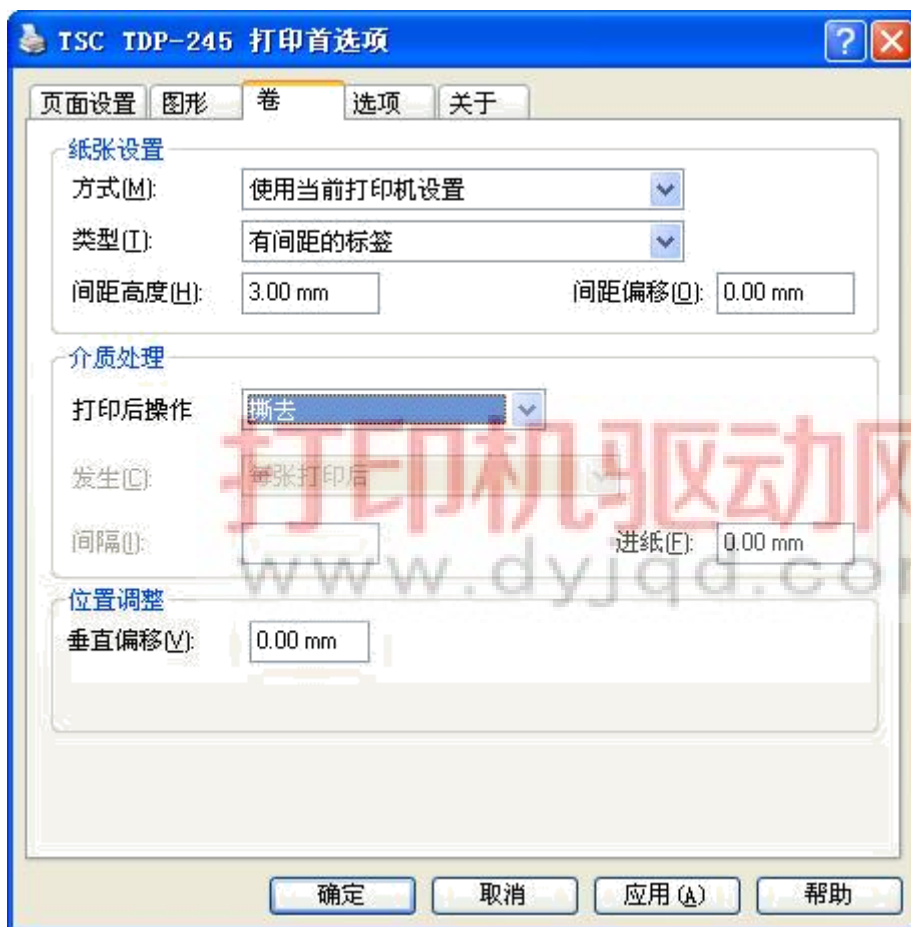 TSC TDP-245 打印首选项
页面设置 图形 卷 选项 关于
纸张设置
方式(M): 使用当前打印机设置
类型(T): 有间距的标签
间距高度(H): 3.00 mm 间距偏移(O): 0.00 mm
介质处理
打印后操作 撕去
打印机驱动网
发生(C): 每张打印后
间隔(I): 进纸(F): 0.00 mm
www.dyjqd.com
位置调整
垂直偏移(V): 0.00 mm
确定 取消 应用(A) 帮助